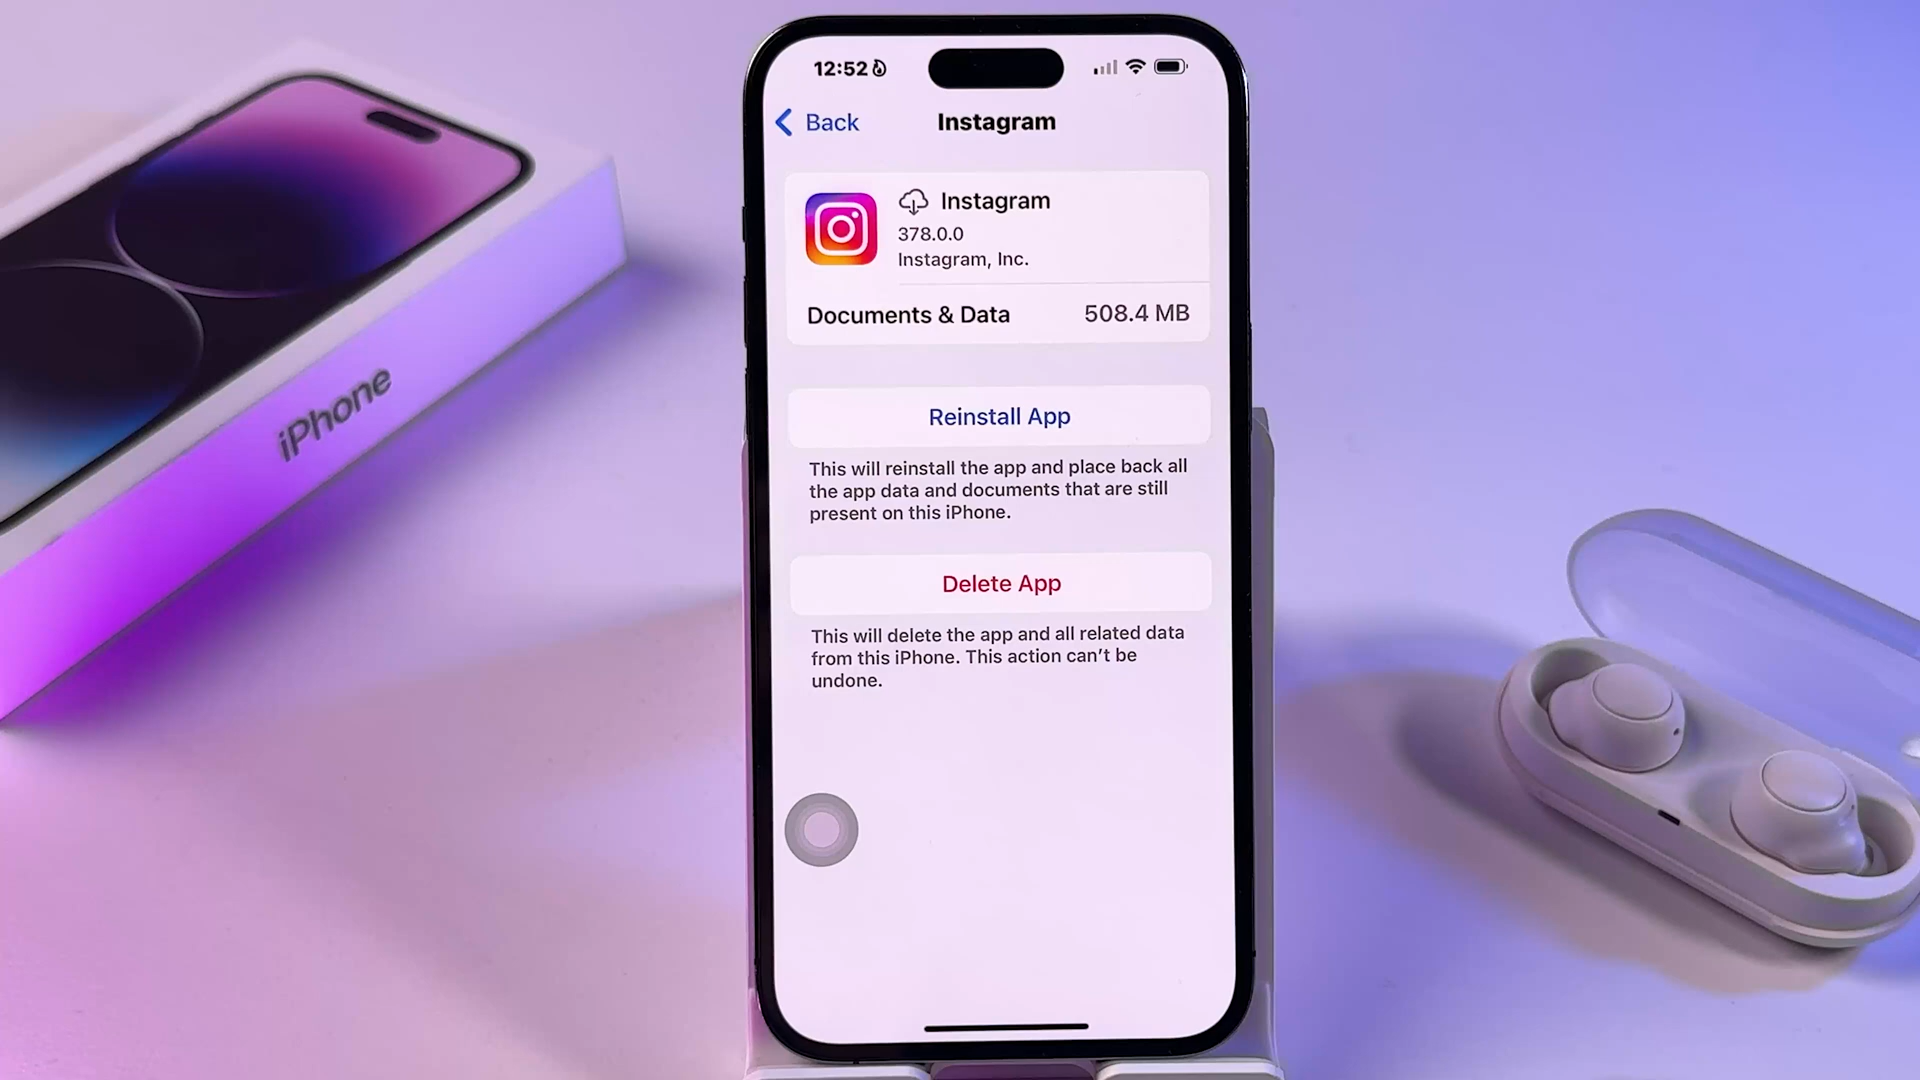 12:52
Back
Instagram
Instagram
378.0.0
Instagram, Inc.
Documents & Data 508.4 MB
Reinstall App
This will reinstall the app and place back all
the app data and documents that are still
present on this iPhone.
Delete App
This will delete the app and all related data
from this iPhone. This action can't be
undone.
iPhone